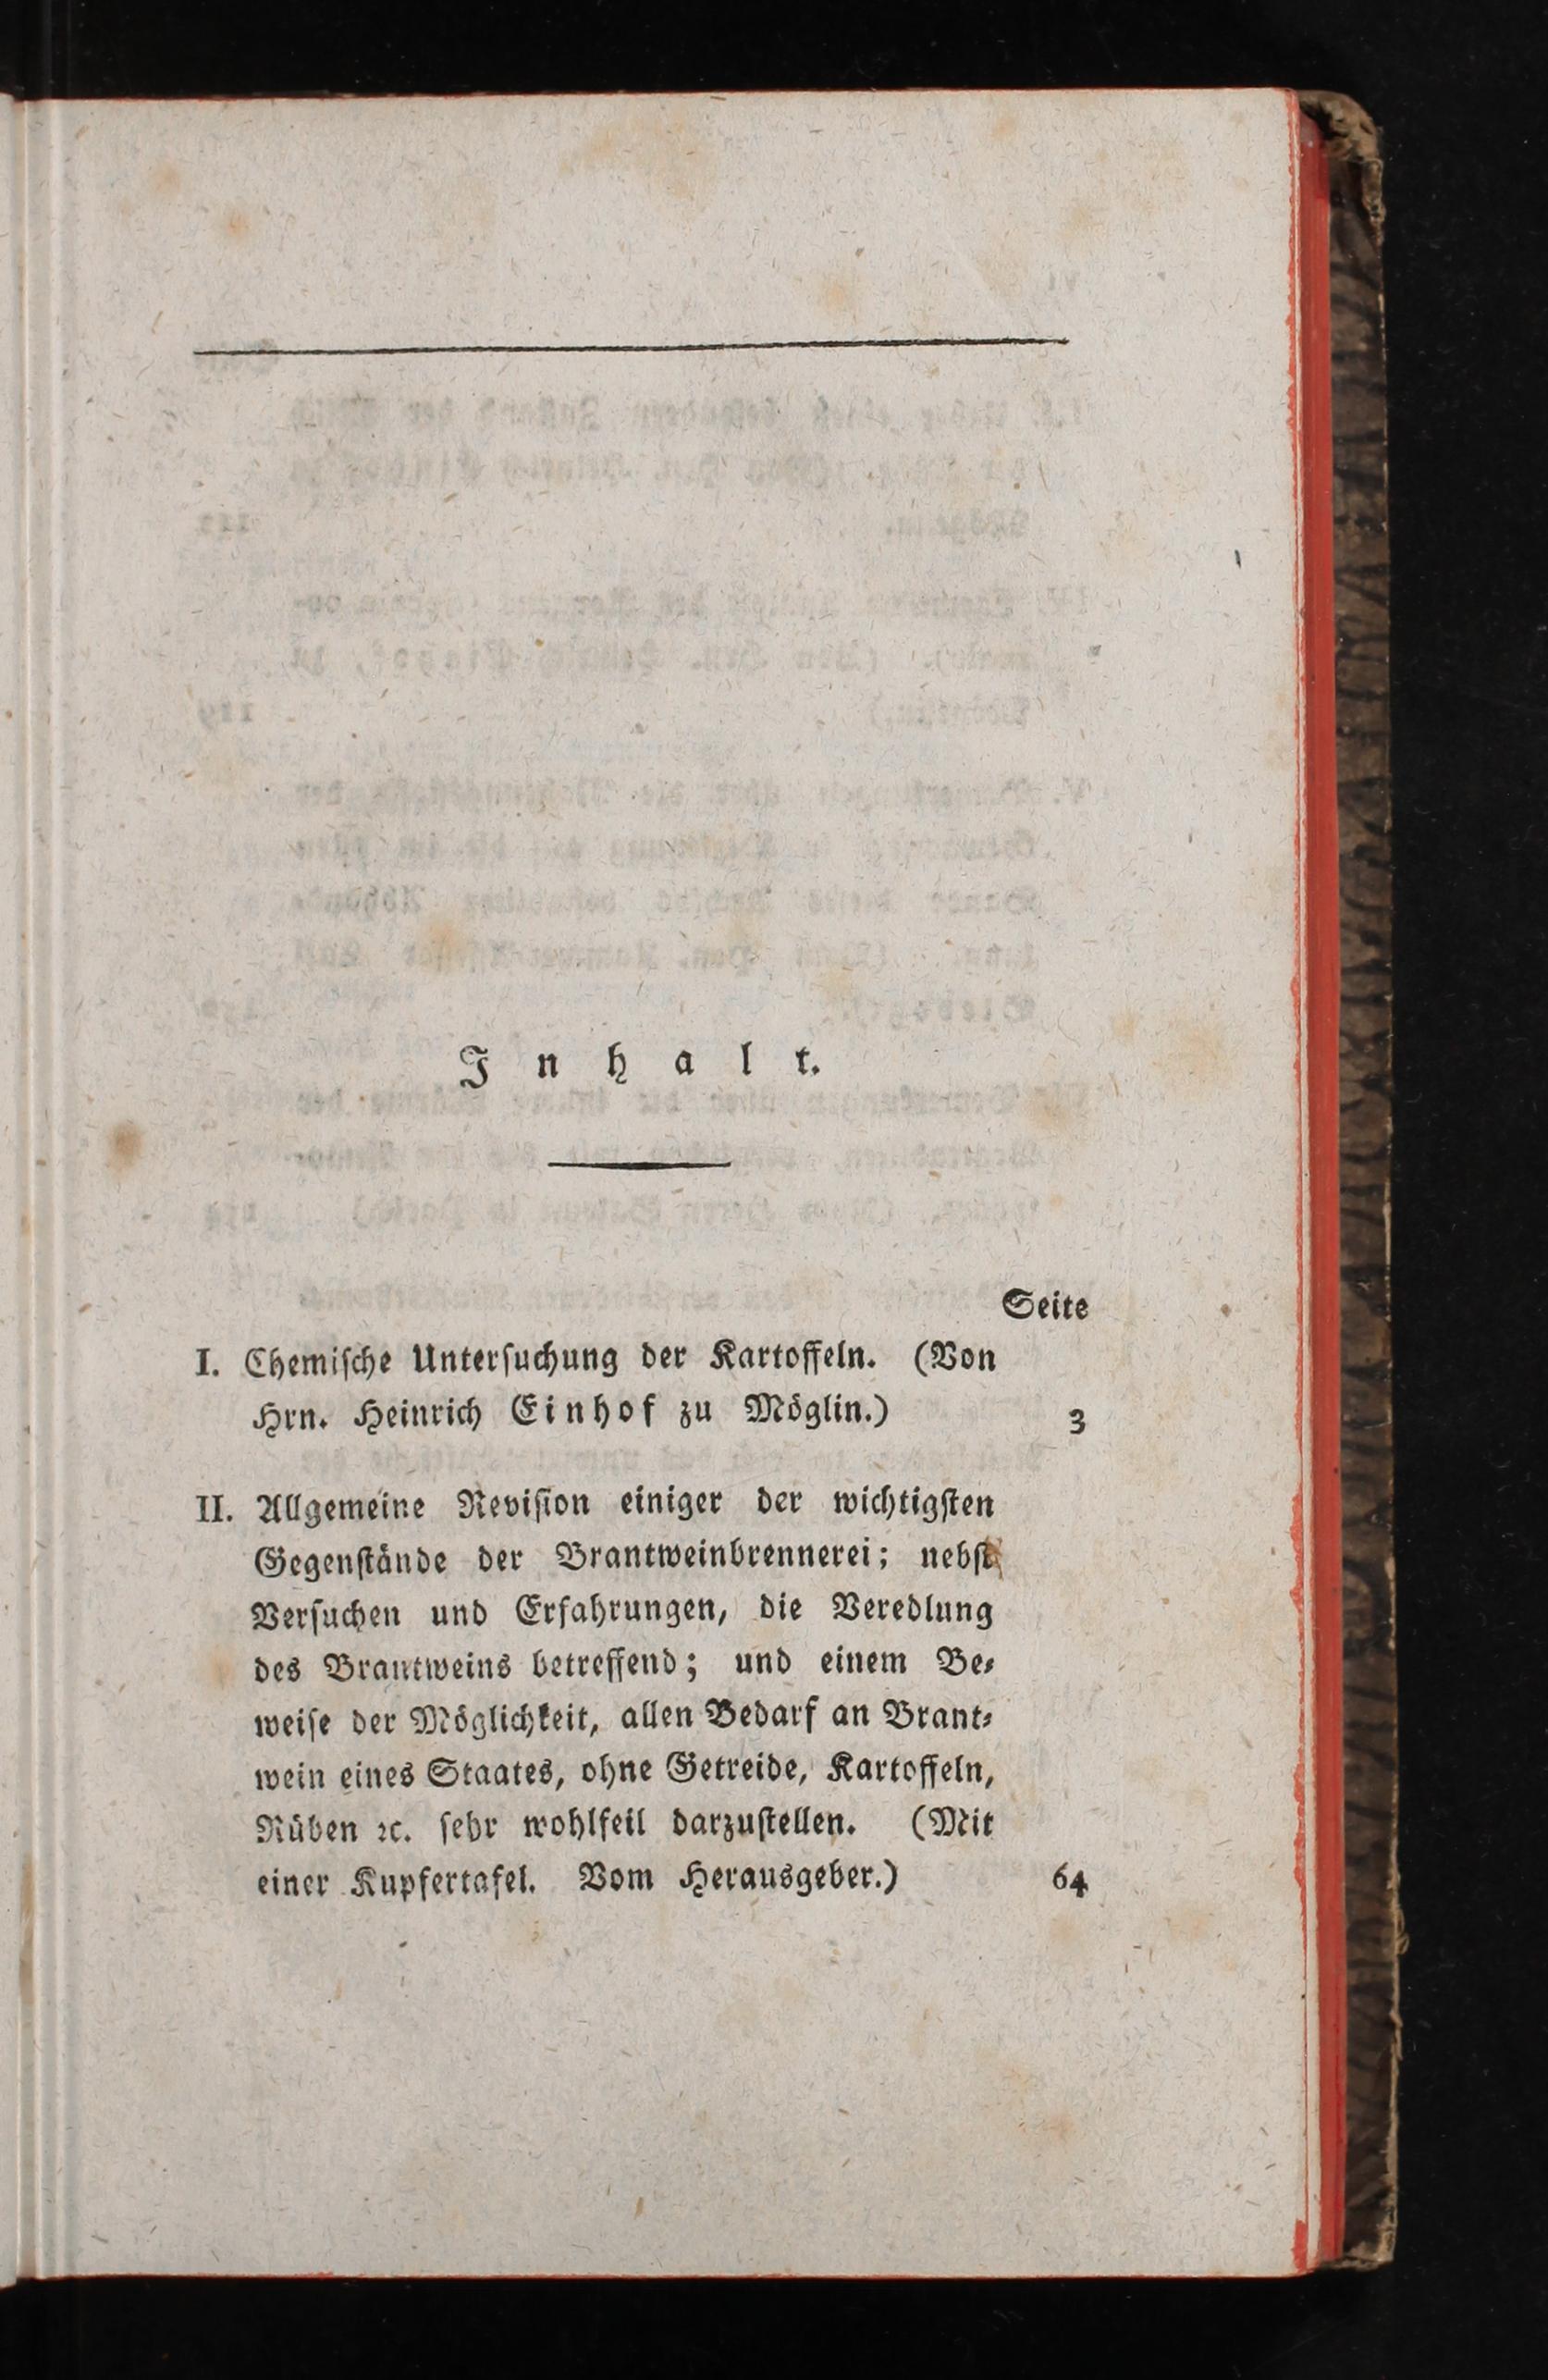 Inhalt.
Seite
I. Chemiſche Unterſuchung der Kartoffeln. (Von
Hrn. Heinrich Einhof zu Möglin.) 3
II. Allgemeine Reviſion einiger der wichtigſten
Gegenſtände der Brantweinbrennerei; nebſt
Verſuchen und Erfahrungen, die Veredlung
des Brantweins betreffend; und einem Be⸗
weiſe der Möglichkeit, allen Bedarf an Brant⸗
wein eines Staates, ohne Getreide, Kartoffeln,
Rüben ꝛc. ſehr wohlfeil darzuſtellen. (Mit
einer Kupfertafel. Vom Herausgeber.) 64